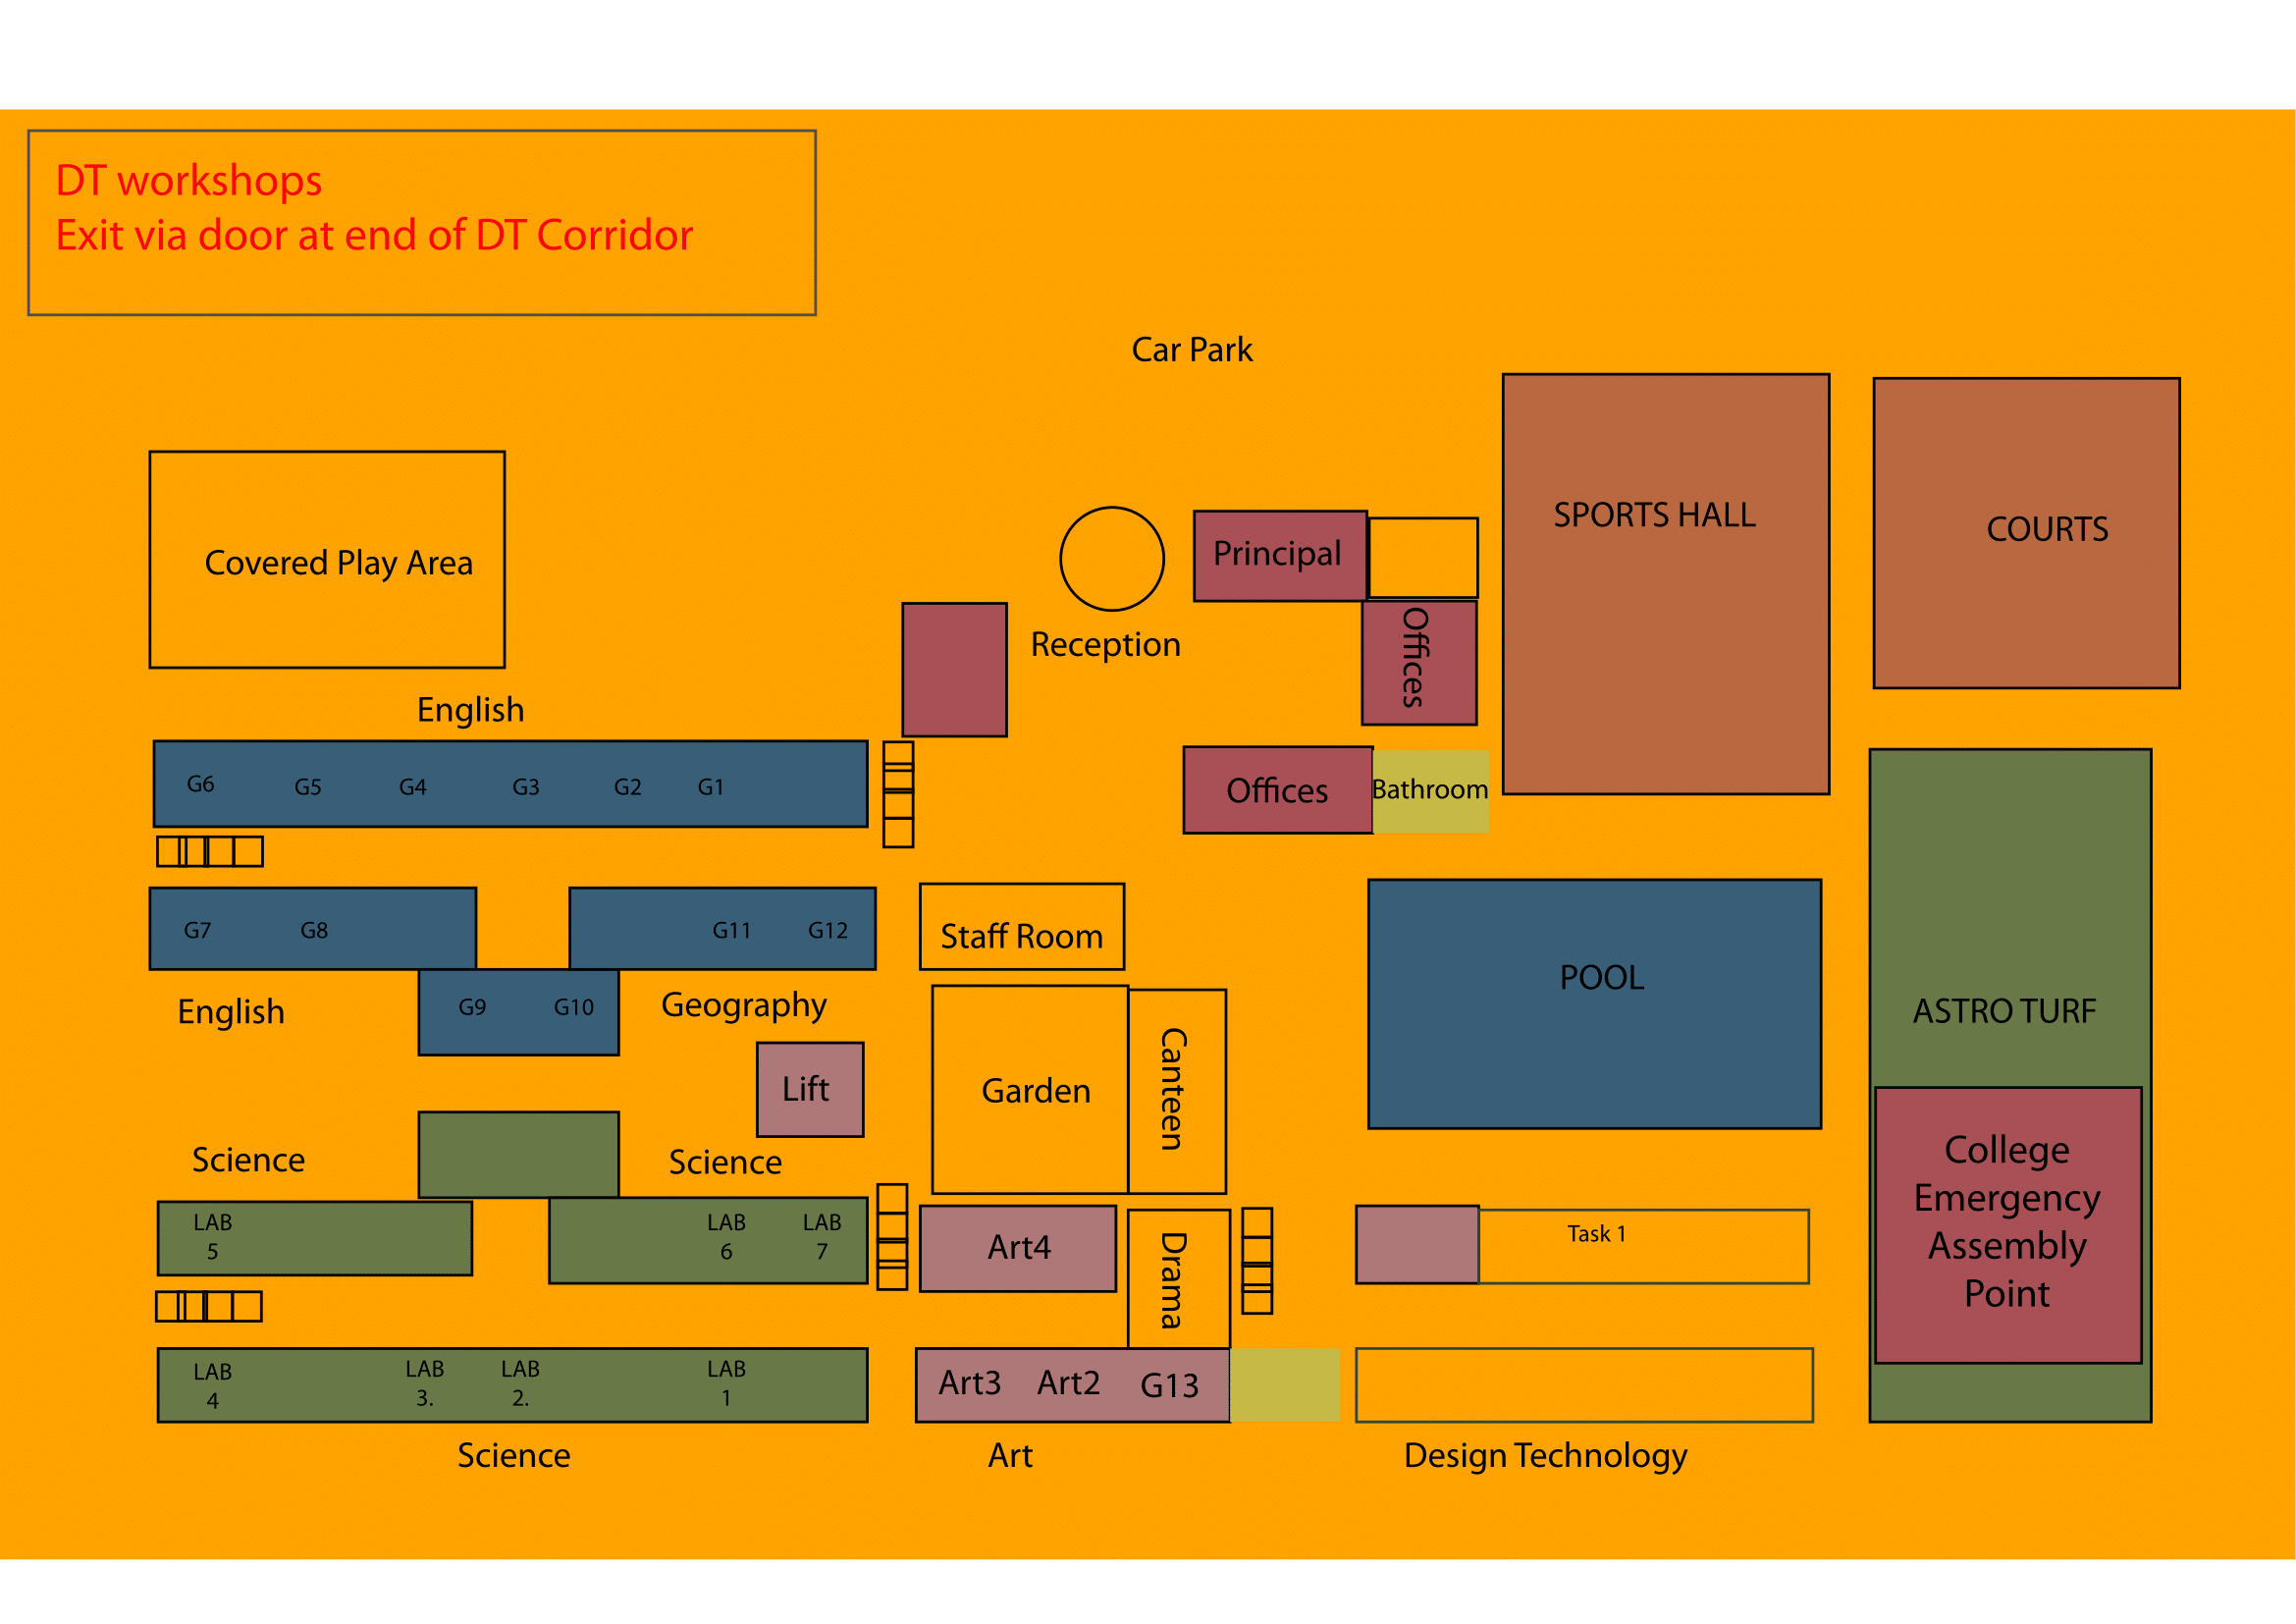 DT workshops
Exit via door at end of DT Corridor
Car Park
SPORTS HALL
COURTS
Covered Play Area
Principal
Reception
Offices
English
G6 G5 G4 G3 G2 G1
Offices
Bathroom
G7 G8
G11 G12
Staff Room
POOL
English
G9 G10
Geography
ASTRO TURF
Lift
Garden
Canteen
Science
Science
College
Emergency
Assembly
Point
LAB
5
LAB
6
LAB
7
Art4
Drama
Task 1
LAB
4
LAB
3.
LAB
2.
LAB
1
Art3 Art2 G13
Science
Art
Design Technology